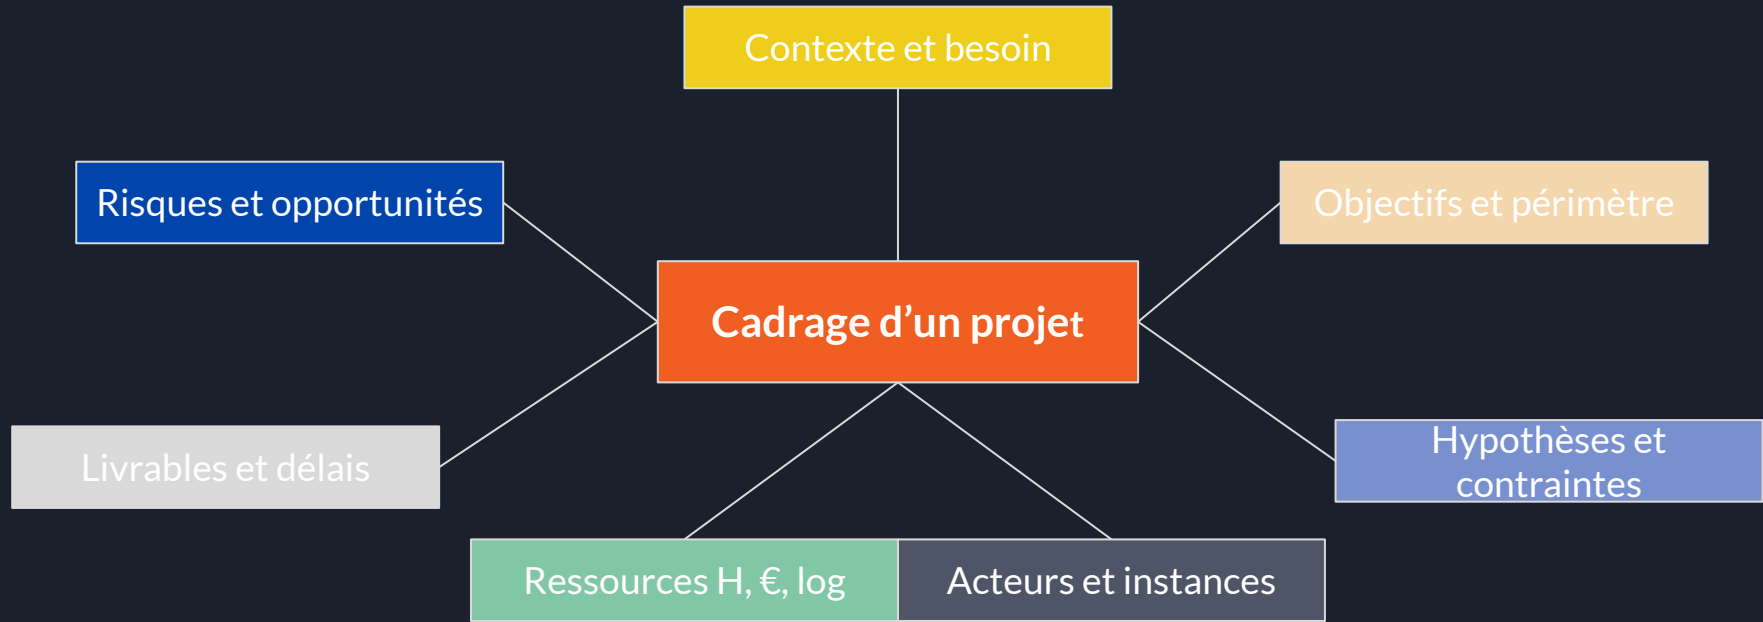 Contexte et besoin
Risques et opportunités
Objectifs et périmètre
Cadrage d’un projet
Livrables et délais
Hypothèses et
contraintes
Ressources H, €, log
Acteurs et instances